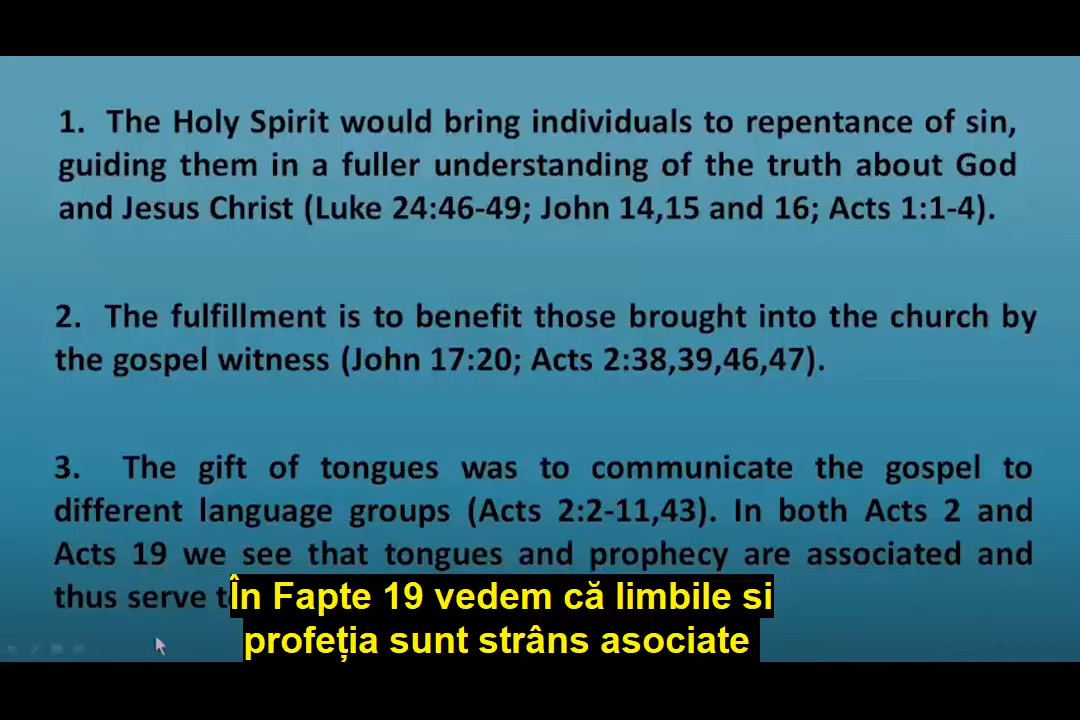 1. The Holy Spirit would bring individuals to repentance of sin,
guiding them in a fuller understanding of the truth about God
and Jesus Christ (Luke 24:46-49; John 14,15 and 16; Acts 1:1-4).
2. The fulfillment is to benefit those brought into the church by
the gospel witness (John 17:20; Acts 2:38,39,46,47).
3. The gift of tongues was to communicate the gospel to
different language groups (Acts 2:2-11,43). In both Acts 2 and
Acts 19 we see that tongues and prophecy are associated and
thus serve
În Fapte 19 vedem că limbile si
profeția sunt strâns asociate